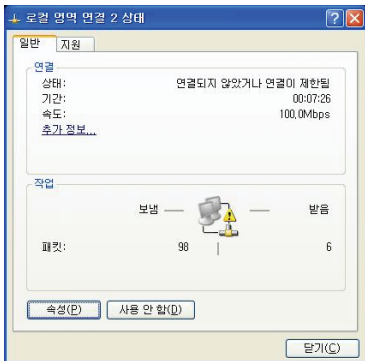 로컬 영역 연결 2 상태
일반 지원
연결
상태: 연결되지 않았거나 연결이 제한됨
기간: 00:07:26
속도: 100,0Mbps
추가 정보...
작업
보냄 — — 받음
패킷: 98 | 6
속성(P) 사용 안 함(D)
닫기(C)